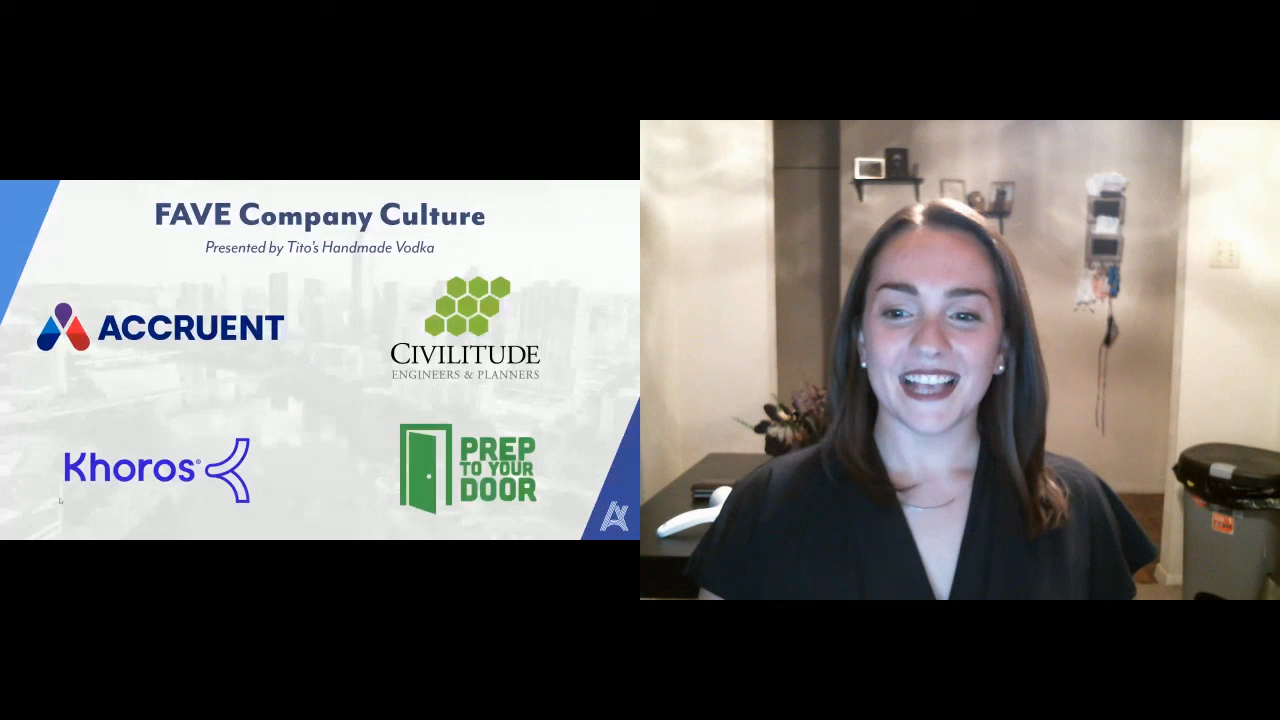 FAVE Company Culture
Presented by Tito's Handmade Vodka
ACCRUENT
CIVILITUDE
ENGINEERS & PLANNERS
Khoros®
PREP
TO YOUR
DOOR